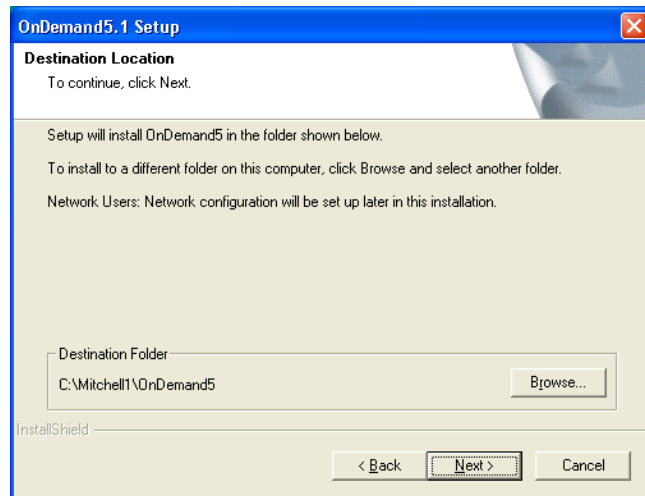 OnDemand5.1 Setup
Destination Location
To continue, click Next.
Setup will install OnDemand5 in the folder shown below.
To install to a different folder on this computer, click Browse and select another folder.
Network Users: Network configuration will be set up later in this installation.
Destination Folder
C:\Mitchell1\OnDemand5
Browse...
InstallShield
< Back
Next >
Cancel